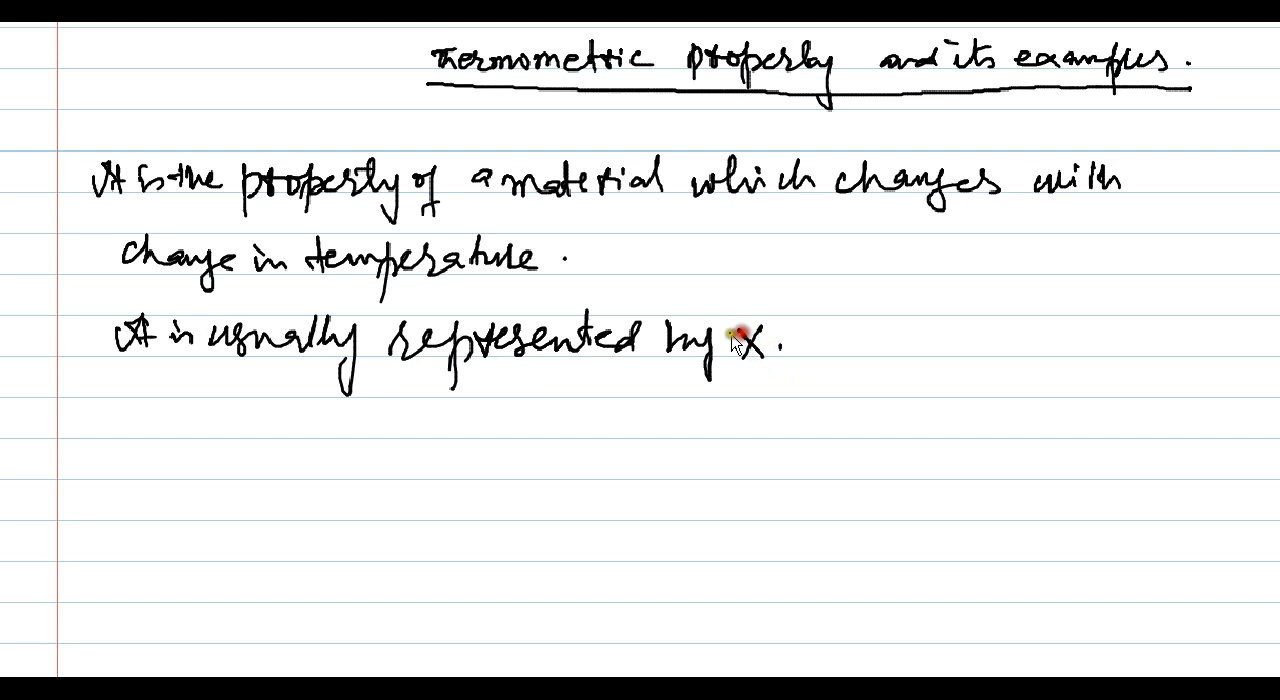 Thermometric property and its examples.
It is the property of a material which changes with
change in temperature.
It is usually represented by X.